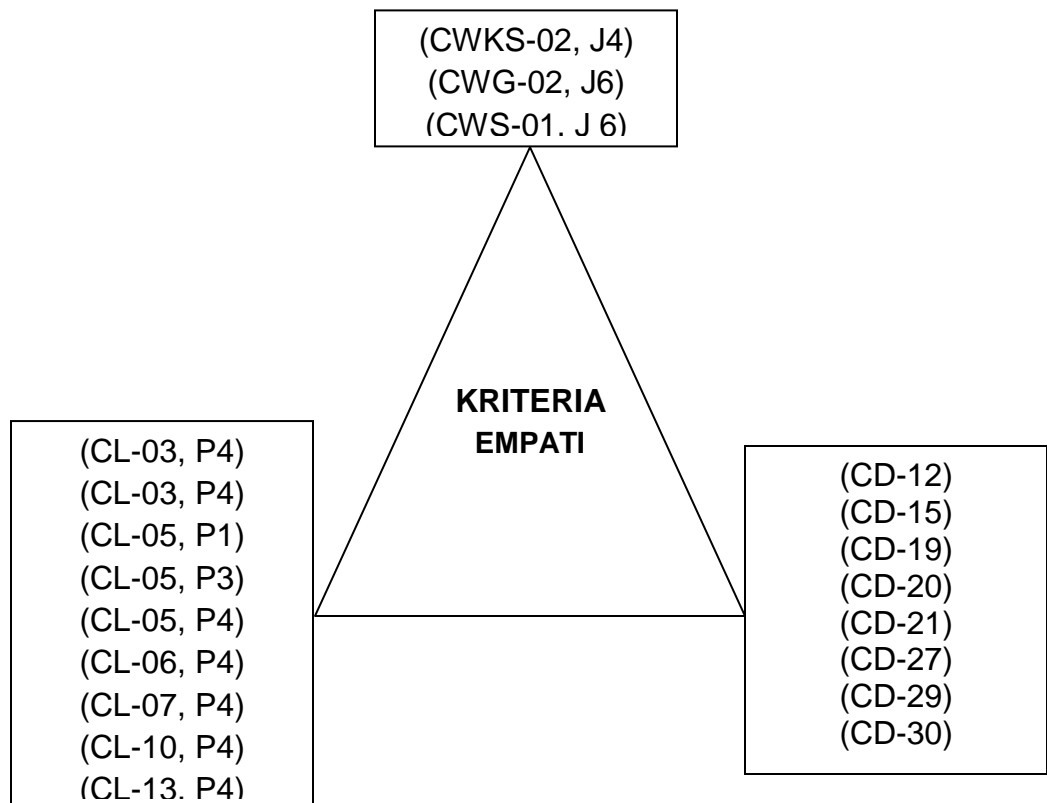 (CWKS-02, J4)
(CWG-02, J6)
(CWS-01, J 6)
KRITERIA
EMPATI
(CL-03, P4)
(CL-03, P4)
(CL-05, P1)
(CL-05, P3)
(CL-05, P4)
(CL-06, P4)
(CL-07, P4)
(CL-10, P4)
(CL-13, P4)
(CD-12)
(CD-15)
(CD-19)
(CD-20)
(CD-21)
(CD-27)
(CD-29)
(CD-30)